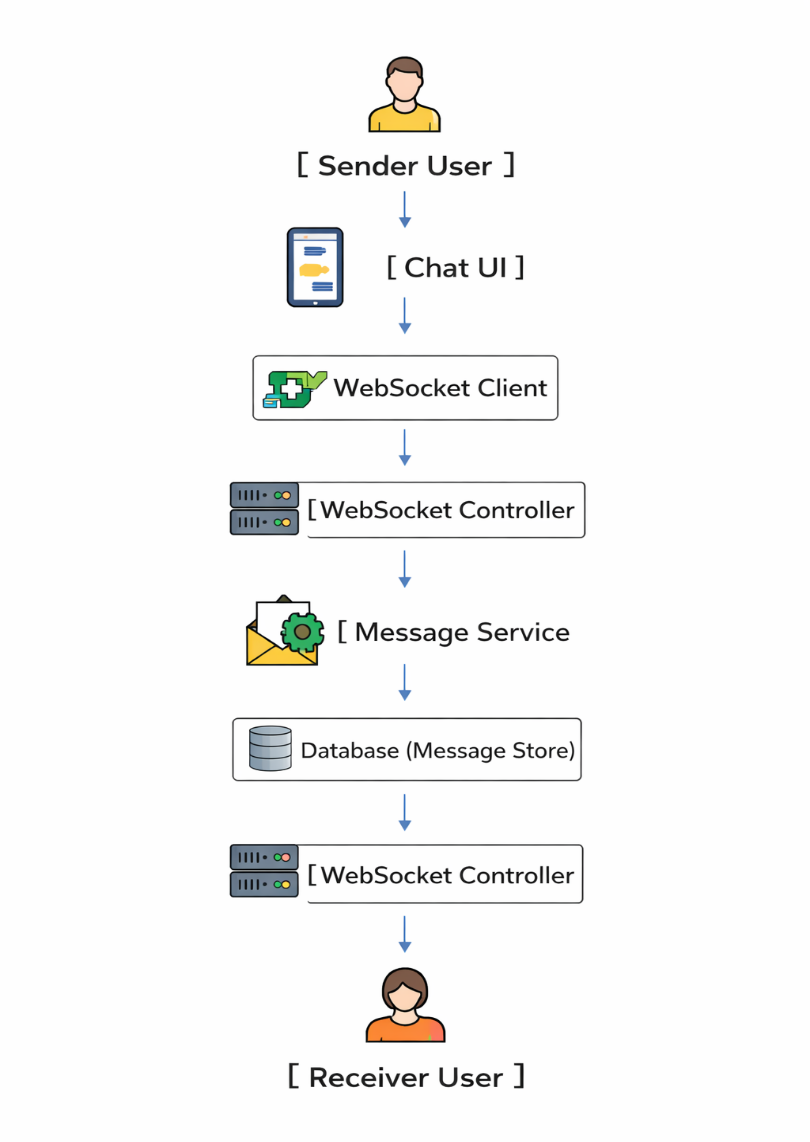 [ Sender User ]
[ Chat UI ]
WebSocket Client
[WebSocket Controller
[ Message Service
Database (Message Store)
[WebSocket Controller
[ Receiver User ]